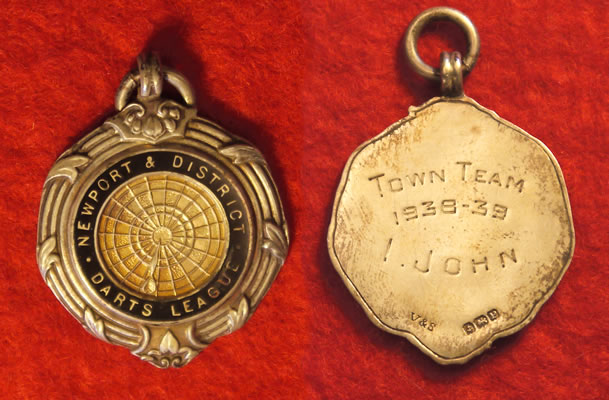 NEWPORT & DISTRICT
DARTS LEAGUE
TOWN TEAM
1938-39
I. JOHN
V&S